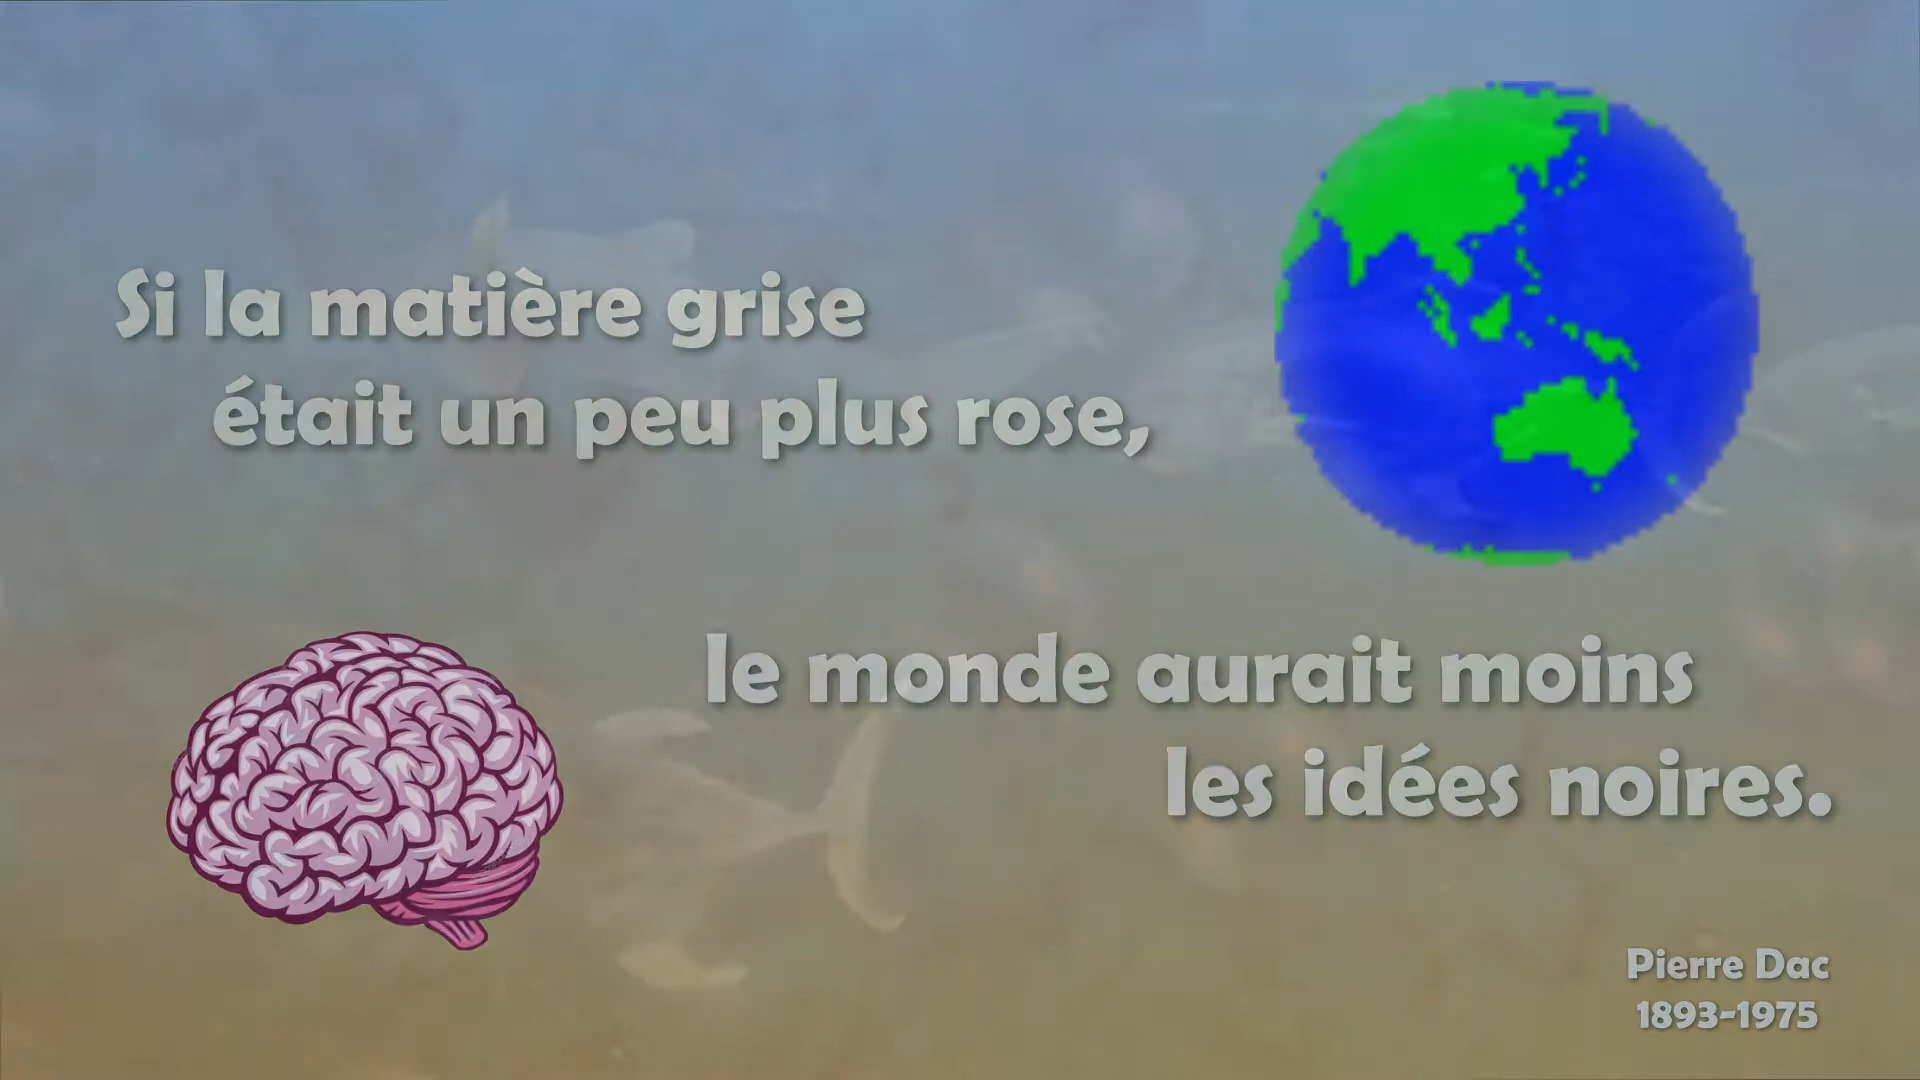 Si la matière grise
était un peu plus rose,
le monde aurait moins
les idées noires.
Pierre Dac
1893-1975